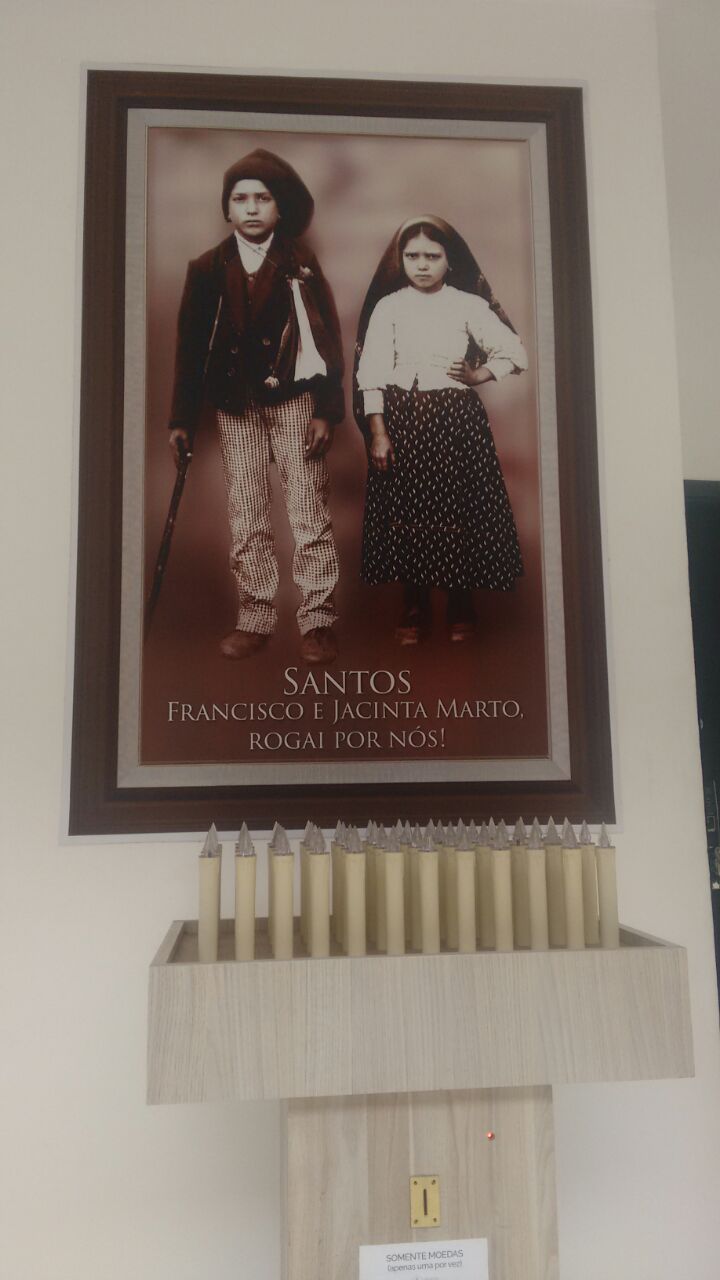 SANTOS
FRANCISCO E JACINTA MARTO,
ROGAI POR NÓS!
SOMENTE MOEDAS
(apenas uma por vez)